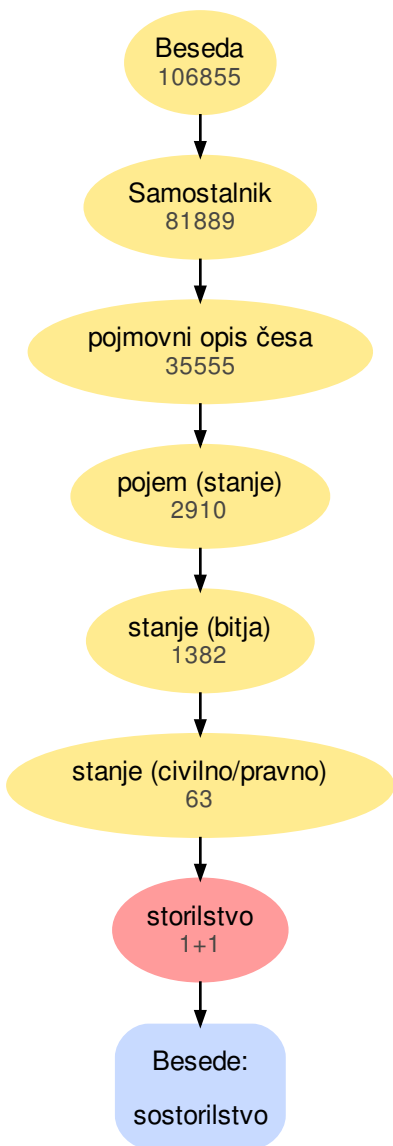 Beseda
106855
Samostalnik
81889
pojmovni opis česa
35555
pojem (stanje)
2910
stanje (bitja)
1382
stanje (civilno/pravno)
63
storilstvo
1+1
Besede:
sostorilstvo